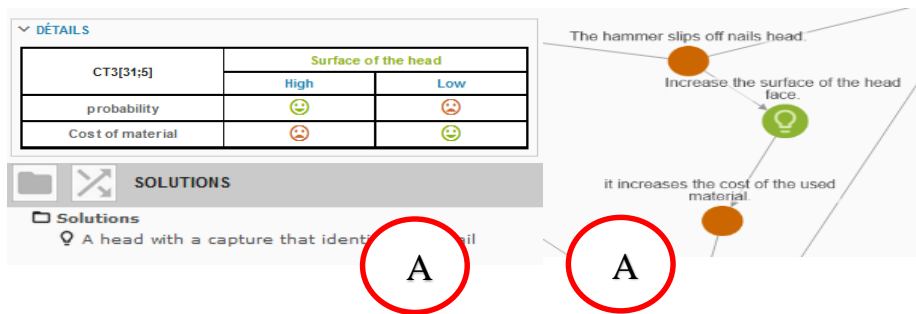 DÉTAILS
CT3[31;5]
Surface of the head
High
Low
probability
Cost of material
SOLUTIONS
Solutions
A head with a capture that
A
The hammer slips off nails head.
Increase the surface of the head
face.
it increases the cost of the used
material.
A